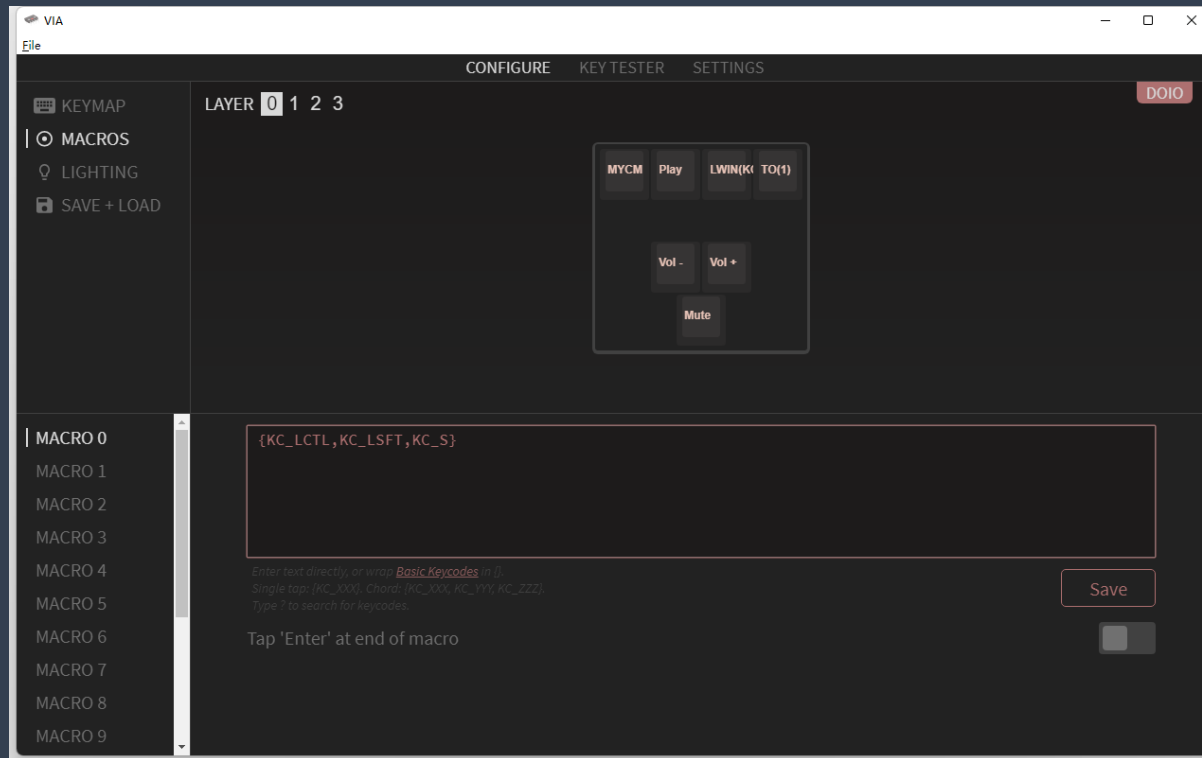 VIA
File
CONFIGURE KEY TESTER SETTINGS
KEYMAP
MACROS
LIGHTING
SAVE + LOAD
LAYER 0 1 2 3
DOIO
MYCM Play LWIN(K TO(1)
Vol - Vol +
Mute
MACRO 0
MACRO 1
MACRO 2
MACRO 3
MACRO 4
MACRO 5
MACRO 6
MACRO 7
MACRO 8
MACRO 9
{KC_LCTL,KC_LSFT,KC_S}
Enter text directly, or wrap Basic Keycodes in {}.
Single tap: {KC_XXX}. Chord: {KC_XXX, KC_YYY, KC_ZZZ}.
Type ? to search for keycodes.
Save
Tap 'Enter' at end of macro